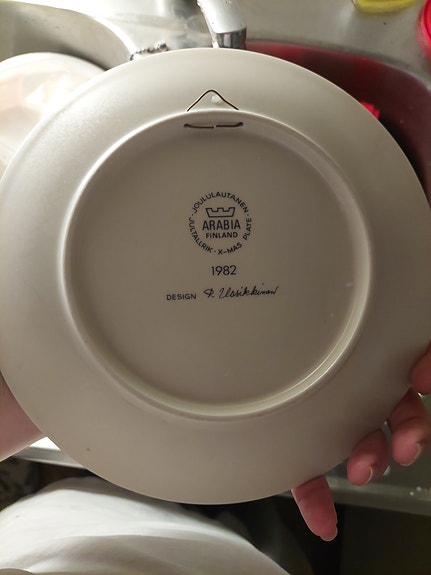 JOULULAUTANEN
JULTALLRIK - X-MAS PLATE
ARABIA
FINLAND
1982
DESIGN R. Uosikkinen